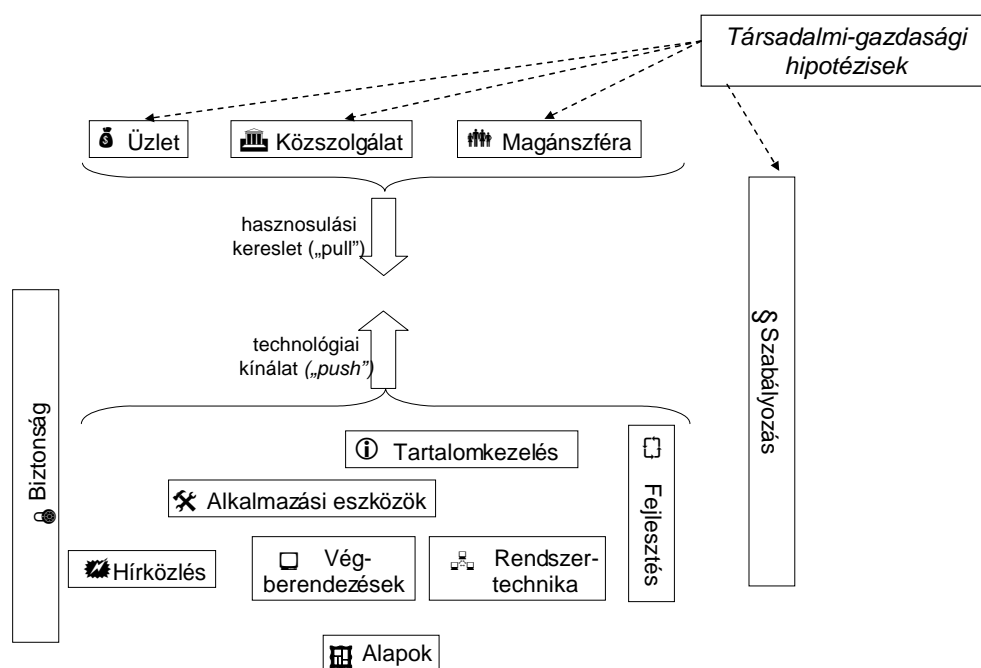 Társadalmi-gazdasági
hipotézisek
Üzlet
Közszolgálat
Magánszféra
hasznosulási
kereslet („pull”)
technológiai
kínálat („push”)
Biztonság
§Szabályozás
Tartalomkezelés
Alkalmazási eszközök
Fejlesztés
Hírközlés
Vég-
berendezések
Rendszer-
technika
Alapok